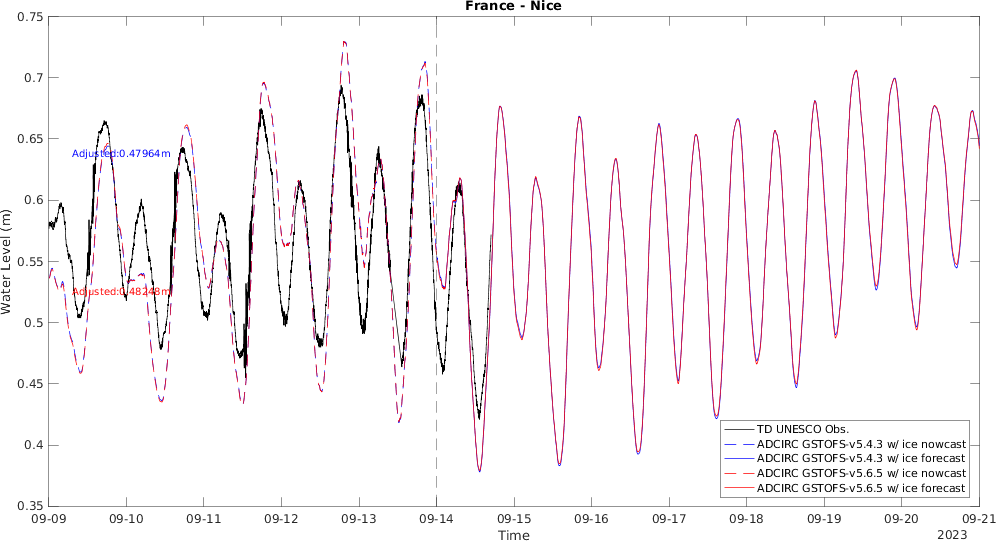 France - Nice
0.75
0.7
0.65
0.6
0.55
0.5
0.45
0.4
0.35
Water Level (m)
Adjusted:0.47964m
Adjusted:0.48248m
TD UNESCO Obs.
ADCIRC GSTOFS-v5.4.3 w/ ice nowcast
ADCIRC GSTOFS-v5.4.3 w/ ice forecast
ADCIRC GSTOFS-v5.6.5 w/ ice nowcast
ADCIRC GSTOFS-v5.6.5 w/ ice forecast
09-09 09-10 09-11 09-12 09-13 09-14 09-15 09-16 09-17 09-18 09-19 09-20 09-21
Time
2023